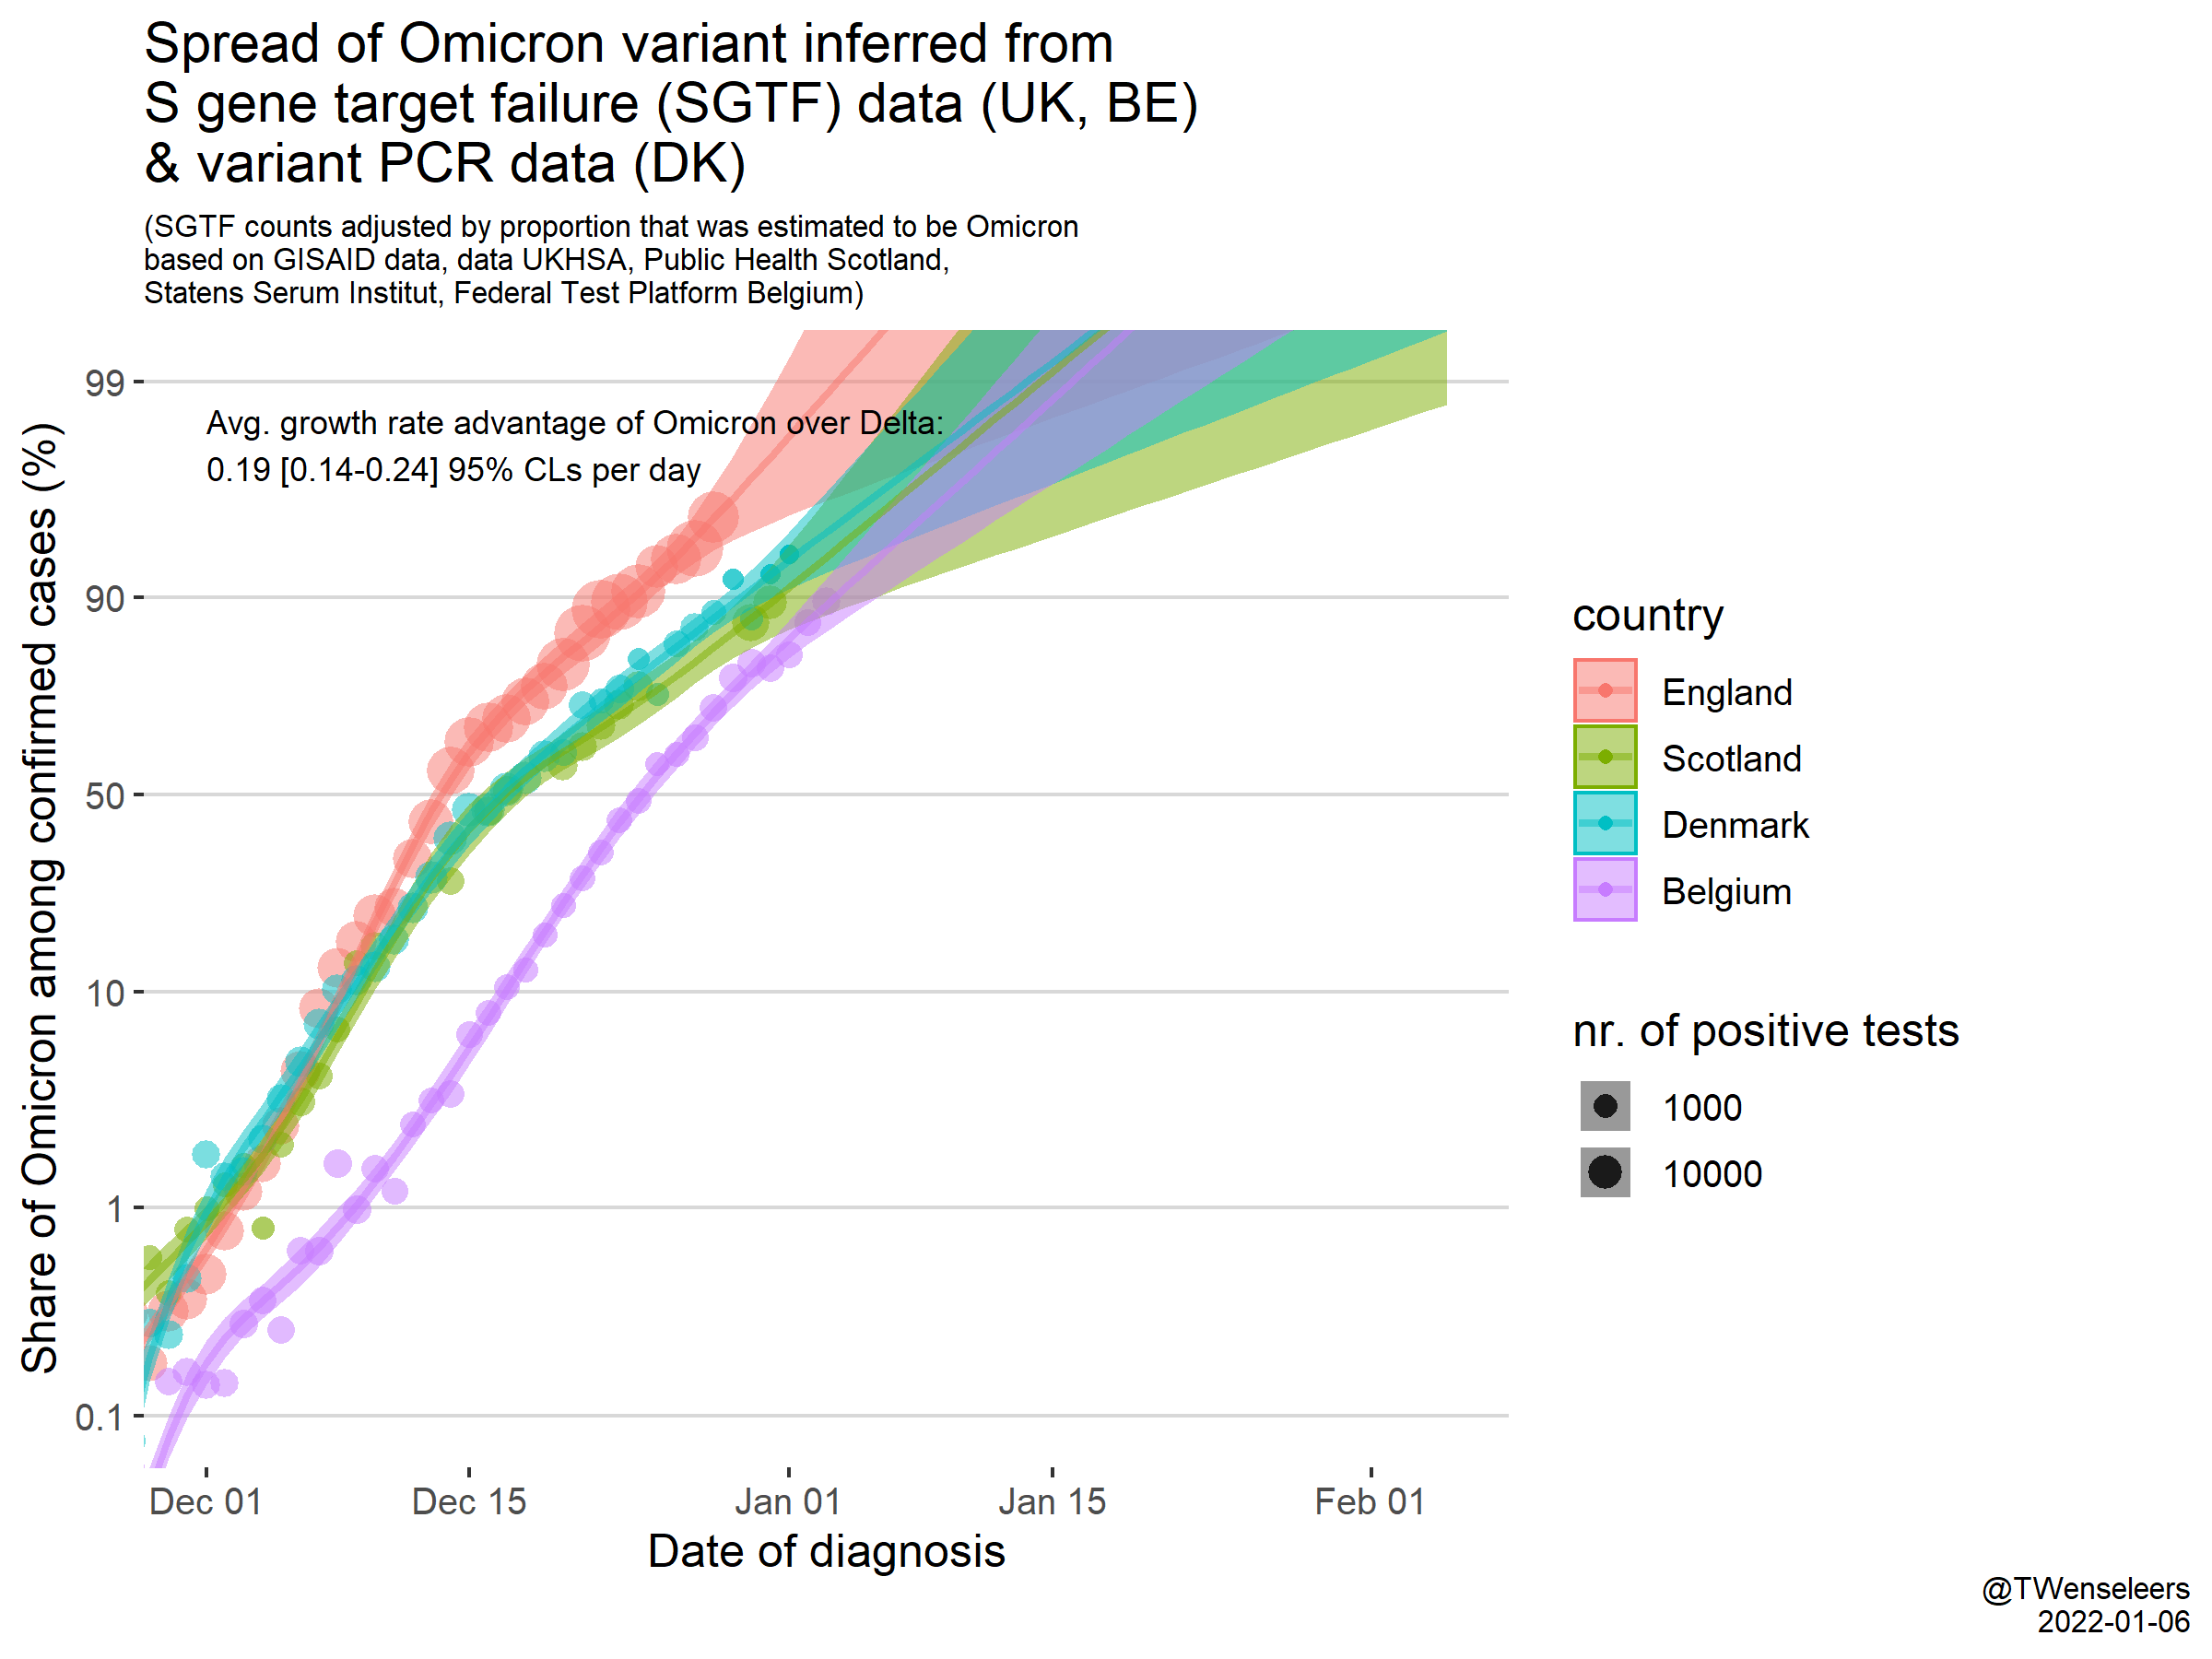 Spread of Omicron variant inferred from
S gene target failure (SGTF) data (UK, BE)
& variant PCR data (DK)
(SGTF counts adjusted by proportion that was estimated to be Omicron
based on GISAID data, data UKHSA, Public Health Scotland,
Statens Serum Institut, Federal Test Platform Belgium)
Share of Omicron among confirmed cases (%)
99
90
50
10
1
0.1
Avg. growth rate advantage of Omicron over Delta:
0.19 [0.14-0.24] 95% CLs per day
Dec 01
Dec 15
Jan 01
Jan 15
Feb 01
Date of diagnosis
country
England
Scotland
Denmark
Belgium
nr. of positive tests
1000
10000
@TWenseleers
2022-01-06